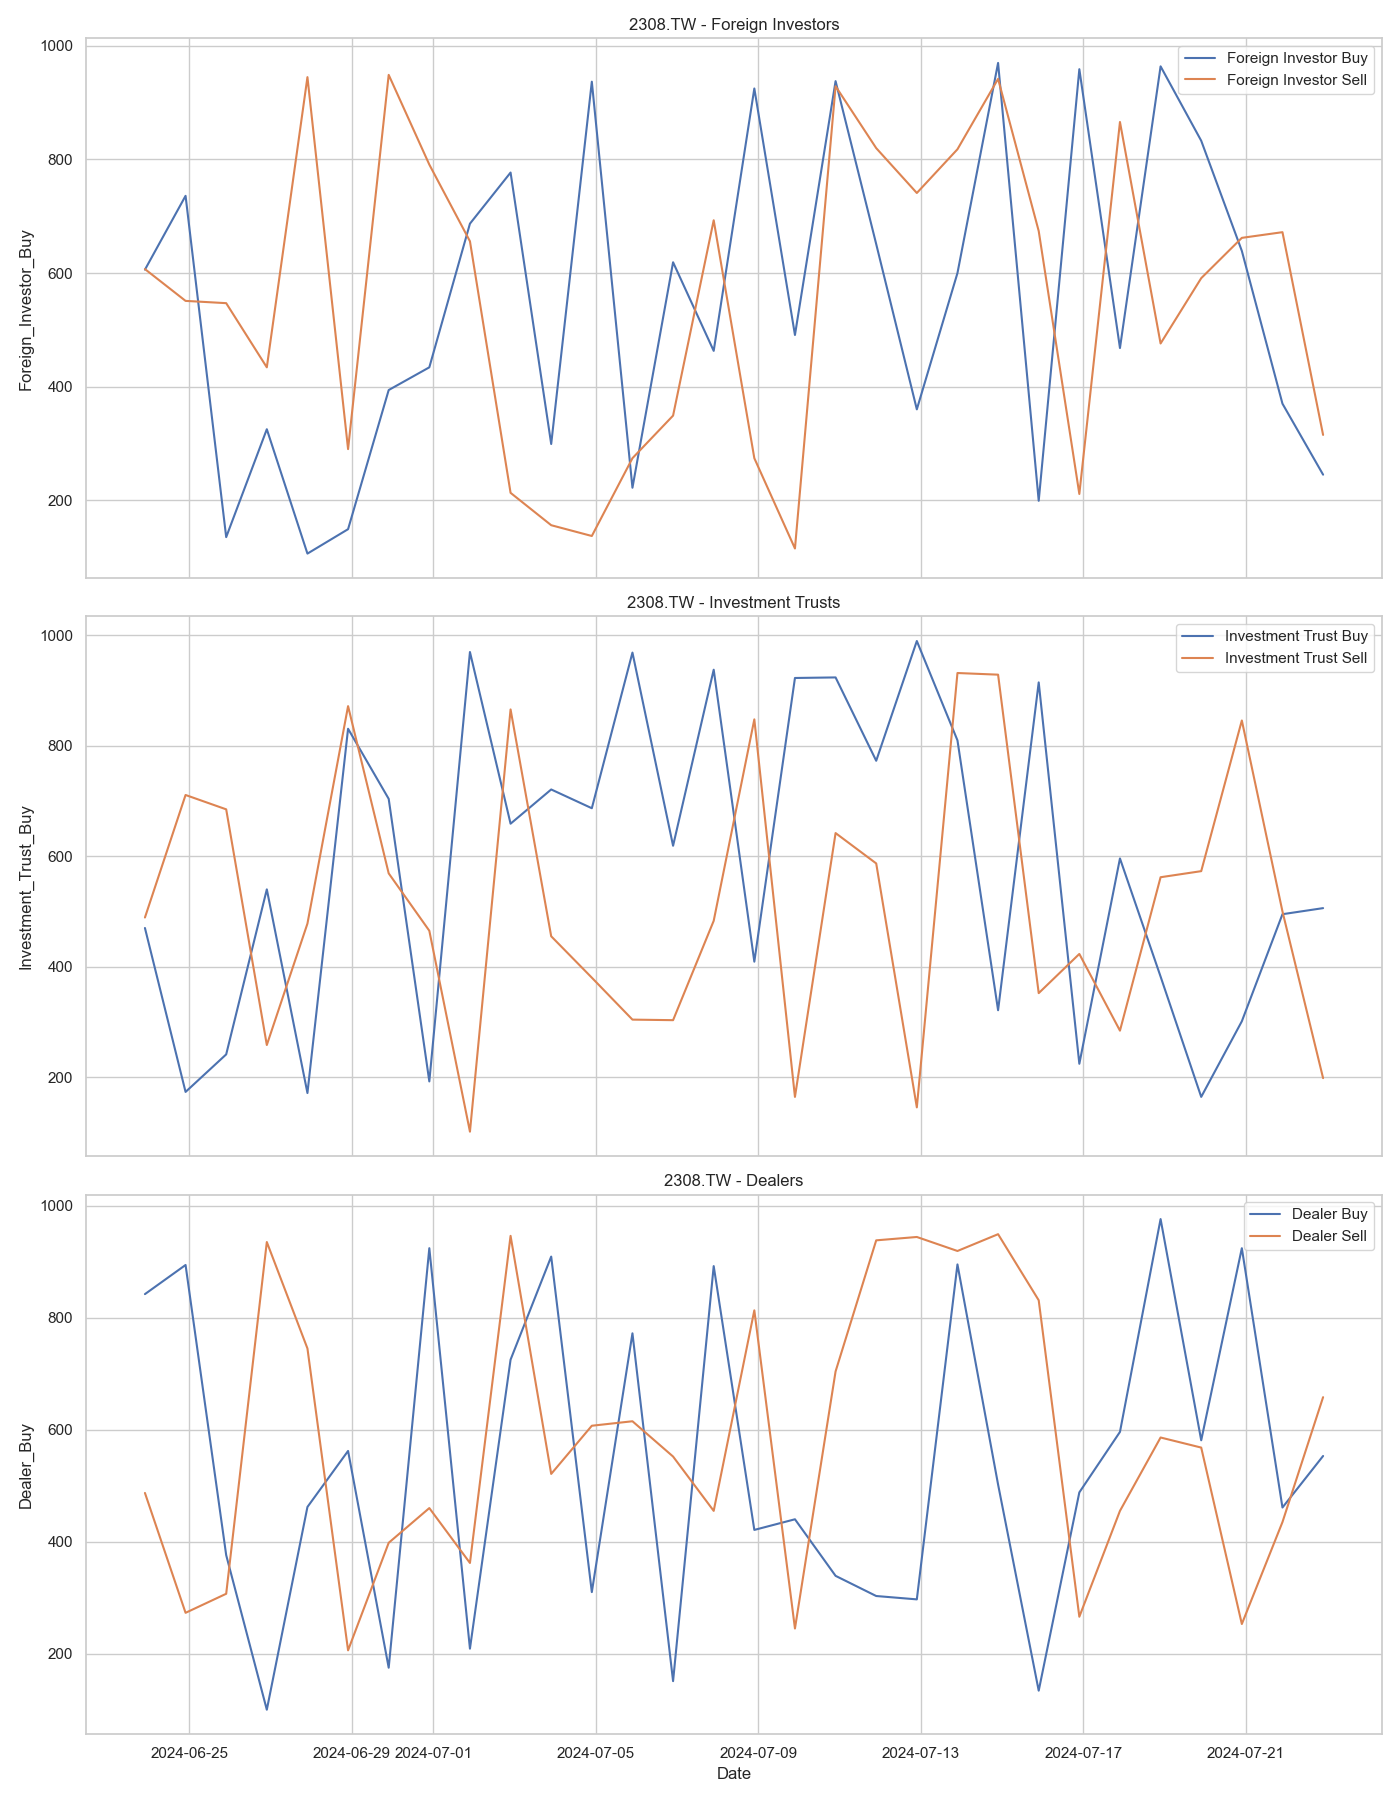 2308.TW - Foreign Investors
Foreign Investor Buy
Foreign Investor Sell
Foreign_Investor_Buy
1000
800
600
400
200
2308.TW - Investment Trusts
Investment Trust Buy
Investment Trust Sell
Investment_Trust_Buy
1000
800
600
400
200
2308.TW - Dealers
Dealer Buy
Dealer Sell
Dealer_Buy
1000
800
600
400
200
2024-06-25 2024-06-29 2024-07-01 2024-07-05 2024-07-09 2024-07-13 2024-07-17 2024-07-21
Date